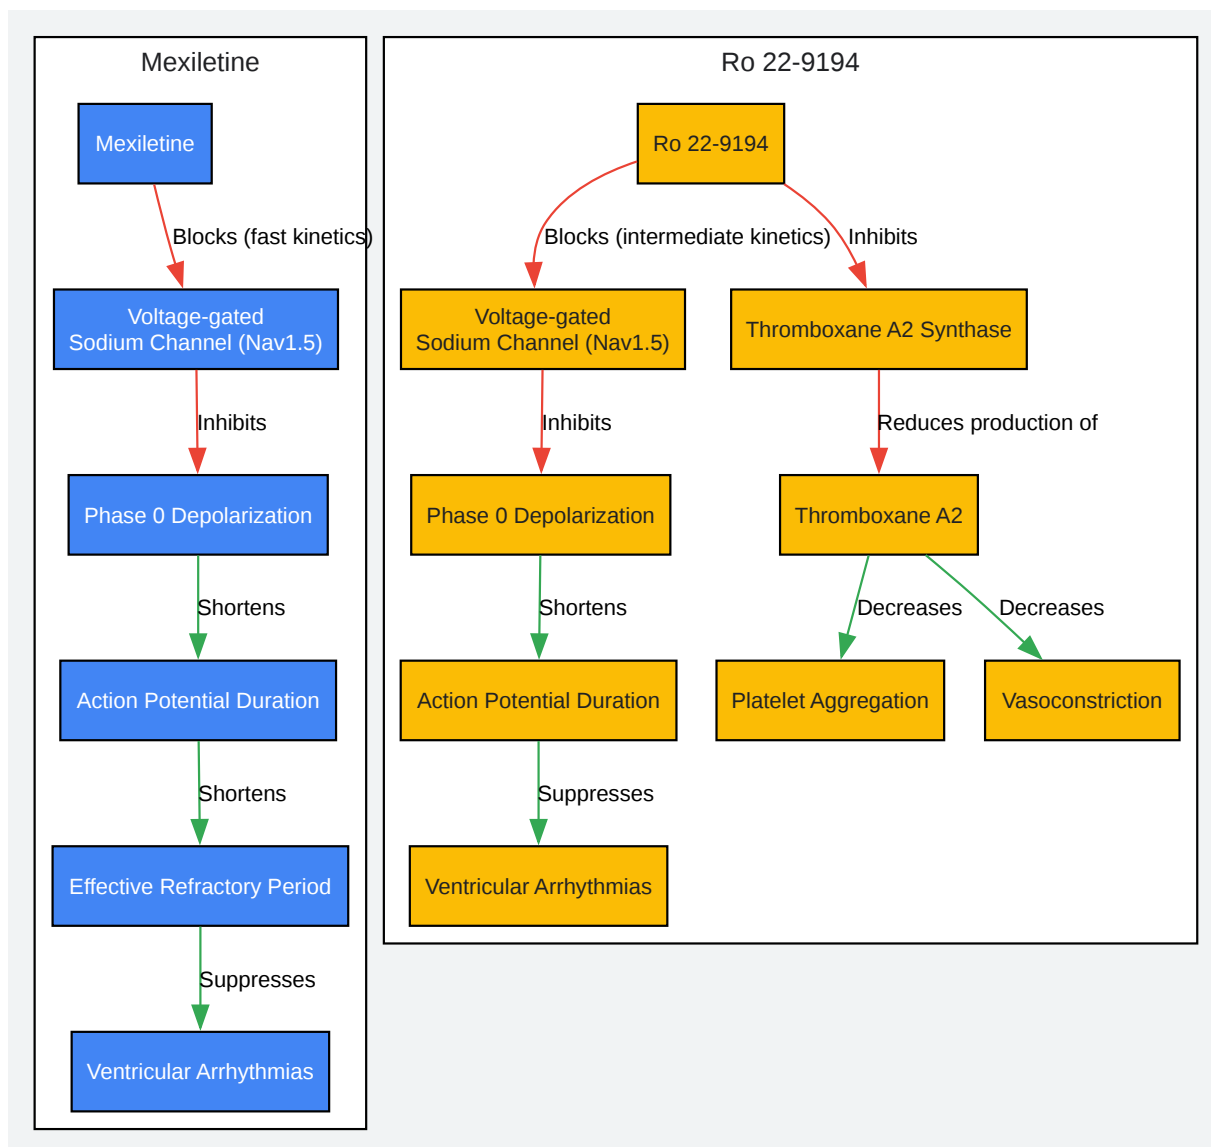 Mexiletine
Mexiletine
Blocks (fast kinetics)
Voltage-gated
Sodium Channel (Nav1.5)
Inhibits
Phase 0 Depolarization
Shortens
Action Potential Duration
Shortens
Effective Refractory Period
Suppresses
Ventricular Arrhythmias
Ro 22-9194
Ro 22-9194
Blocks (intermediate kinetics)
Voltage-gated
Sodium Channel (Nav1.5)
Inhibits
Phase 0 Depolarization
Shortens
Action Potential Duration
Suppresses
Ventricular Arrhythmias
Inhibits
Thromboxane A2 Synthase
Reduces production of
Thromboxane A2
Decreases
Platelet Aggregation
Decreases
Vasoconstriction